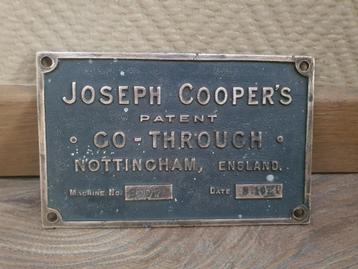 JOSEPH COOPER'S
PATENT
GO-THROUGH
NOTTINGHAM, ENGLAND.
MACHINE NO. DATE